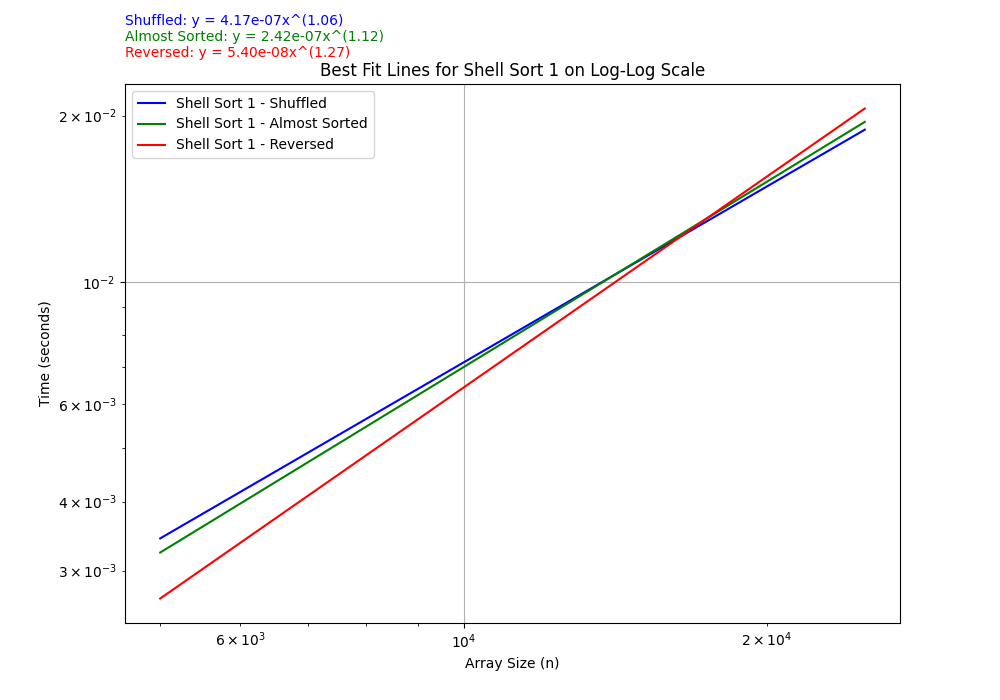 Shuffled: y = 4.17e-07x^(1.06)
Almost Sorted: y = 2.42e-07x^(1.12)
Reversed: y = 5.40e-08x^(1.27)
Best Fit Lines for Shell Sort 1 on Log-Log Scale
Shell Sort 1 - Shuffled
Shell Sort 1 - Almost Sorted
Shell Sort 1 - Reversed
2 × 10⁻²
10⁻²
6 × 10⁻³
4 × 10⁻³
3 × 10⁻³
Time (seconds)
6 × 10³
10⁴
2 × 10⁴
Array Size (n)